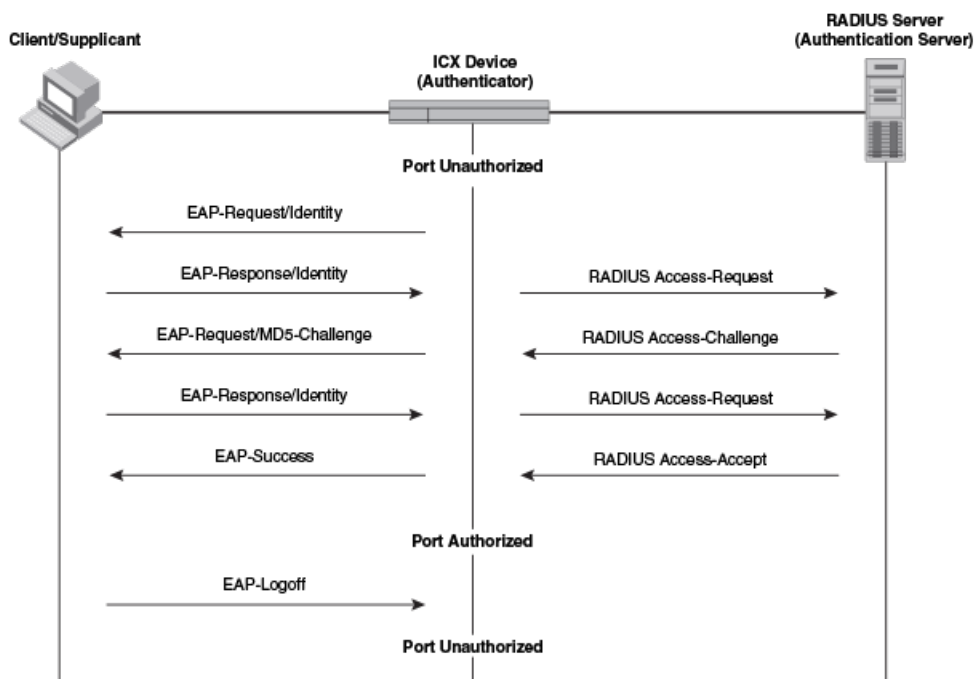 RADIUS Server
(Authentication Server)
Client/Supplicant
ICX Device
(Authenticator)
Port Unauthorized
EAP-Request/Identity
EAP-Response/Identity
RADIUS Access-Request
EAP-Request/MD5-Challenge
RADIUS Access-Challenge
EAP-Response/Identity
RADIUS Access-Request
EAP-Success
RADIUS Access-Accept
Port Authorized
EAP-Logoff
Port Unauthorized